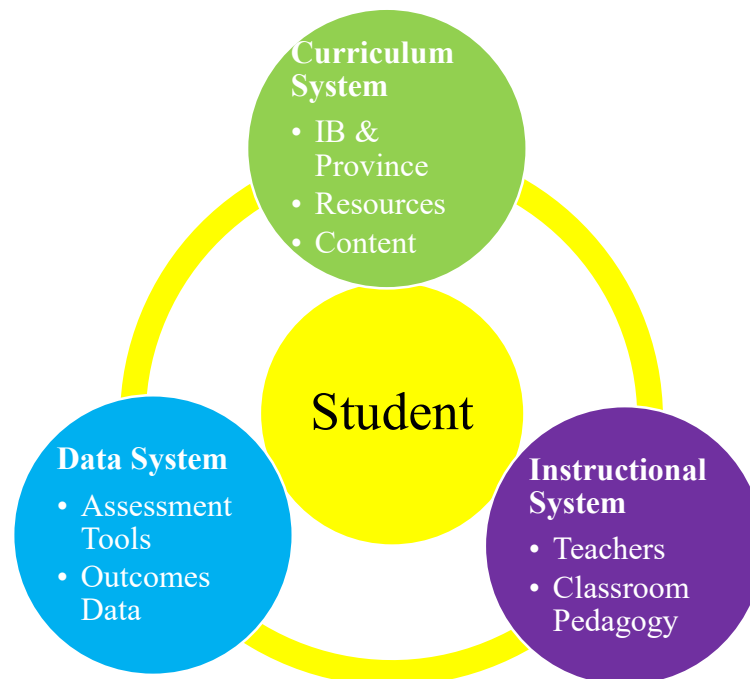 Curriculum
System
• IB &
Province
• Resources
• Content
Student
Data System
• Assessment
Tools
• Outcomes
Data
Instructional
System
• Teachers
• Classroom
Pedagogy